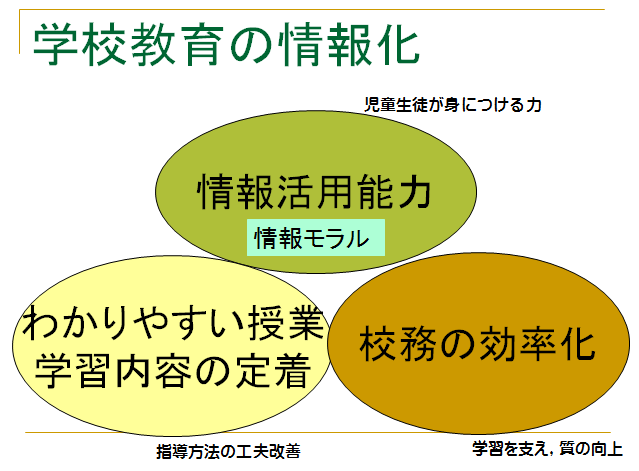 学校教育の情報化
児童生徒が身につける力
情報活用能力
情報モラル
わかりやすい授業
学習内容の定着
校務の効率化
指導方法の工夫改善
学習を支え，質の向上